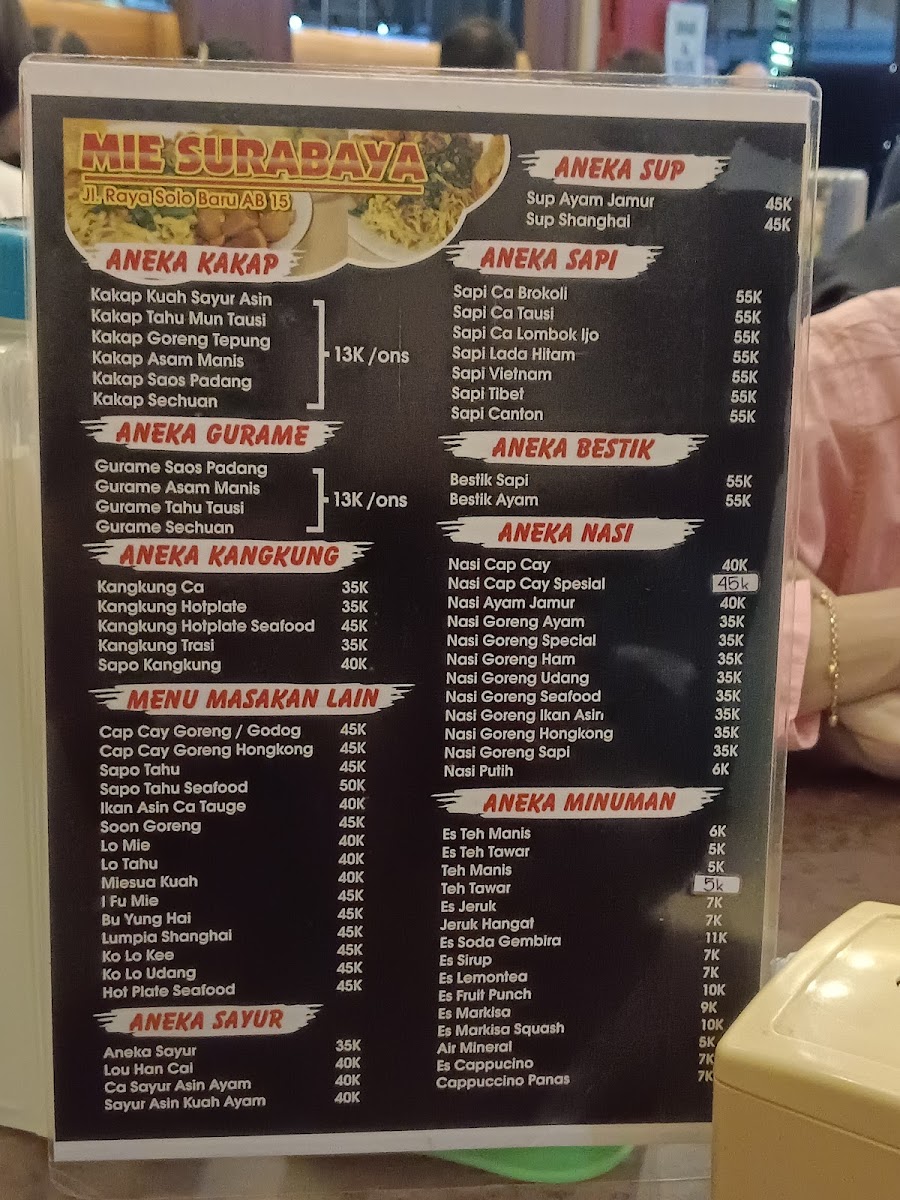 MIE SURABAYA
Jl. Raya Solo Baru AB 15
ANEKA KAKAP
Kakap Kuah Sayur Asin
Kakap Tahu Mun Tausi
Kakap Goreng Tepung
Kakap Asam Manis
Kakap Saos Padang
Kakap Sechuan
13K /ons
ANEKA GURAME
Gurame Saos Padang
Gurame Asam Manis
Gurame Tahu Tausi
Gurame Sechuan
13K /ons
ANEKA KANGKUNG
Kangkung Ca 35K
Kangkung Hotplate 35K
Kangkung Hotplate Seafood 45K
Kangkung Trasi 35K
Sapo Kangkung 40K
MENU MASAKAN LAIN
Cap Cay Goreng / Godog 45K
Cap Cay Goreng Hongkong 45K
Sapo Tahu 45K
Sapo Tahu Seafood 50K
Ikan Asin Ca Tauge 40K
Soon Goreng 45K
Lo Mie 40K
Lo Tahu 40K
Miesua Kuah 40K
I Fu Mie 45K
Bu Yung Hai 45K
Lumpia Shanghai 45K
Ko Lo Kee 45K
Ko Lo Udang 45K
Hot Plate Seafood 45K
ANEKA SAYUR
Aneka Sayur 35K
Lou Han Cai 40K
Ca Sayur Asin Ayam 40K
Sayur Asin Kuah Ayam 40K
ANEKA SUP
Sup Ayam Jamur 45K
Sup Shanghai 45K
ANEKA SAPI
Sapi Ca Brokoli 55K
Sapi Ca Tausi 55K
Sapi Ca Lombok Ijo 55K
Sapi Lada Hitam 55K
Sapi Vietnam 55K
Sapi Tibet 55K
Sapi Canton 55K
ANEKA BESTIK
Bestik Sapi 55K
Bestik Ayam 55K
ANEKA NASI
Nasi Cap Cay 40K
Nasi Cap Cay Spesial 45k
Nasi Ayam Jamur 40K
Nasi Goreng Ayam 35K
Nasi Goreng Special 35K
Nasi Goreng Ham 35K
Nasi Goreng Udang 35K
Nasi Goreng Seafood 35K
Nasi Goreng Ikan Asin 35K
Nasi Goreng Hongkong 35K
Nasi Goreng Sapi 35K
Nasi Putih 6K
ANEKA MINUMAN
Es Teh Manis 6K
Es Teh Tawar 5K
Teh Manis 5K
Teh Tawar 5k
Es Jeruk 7K
Jeruk Hangat 7K
Es Soda Gembira 11K
Es Sirup 7K
Es Lemontea 7K
Es Fruit Punch 10K
Es Markisa 9K
Es Markisa Squash 10K
Air Mineral 5K
Es Cappucino 7K
Cappuccino Panas 7K